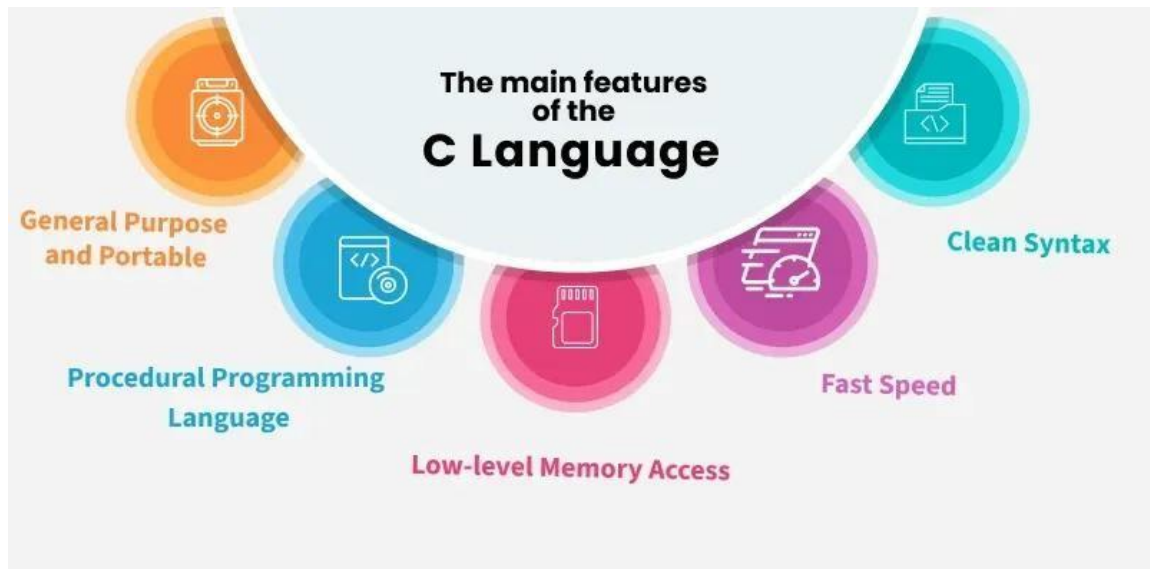 The main features
of the
C Language
General Purpose
and Portable
Procedural Programming
Language
Low-level Memory Access
Fast Speed
Clean Syntax